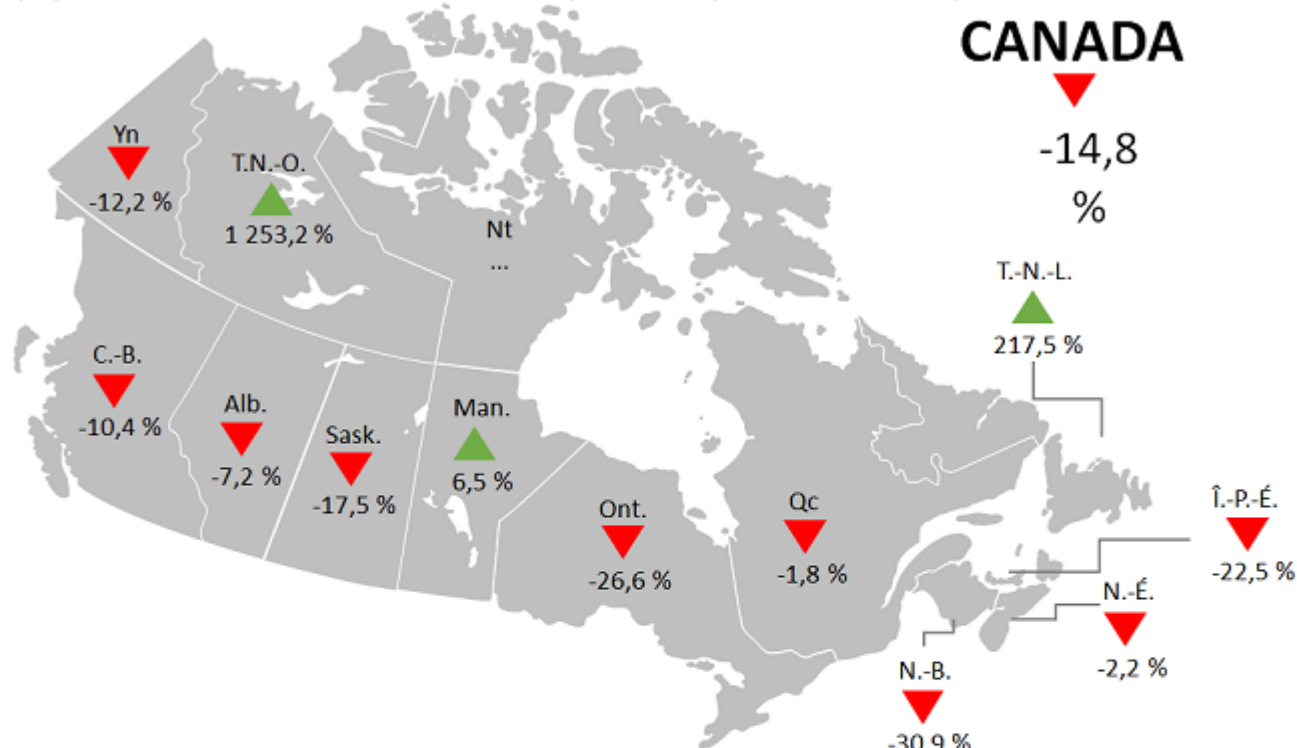 CANADA
-14,8
%
Yn
-12,2 %
T.N.-O.
1 253,2 %
Nt
...
T.-N.-L.
217,5 %
C.-B.
-10,4 %
Alb.
-7,2 %
Sask.
-17,5 %
Man.
6,5 %
Ont.
-26,6 %
Qc
-1,8 %
Î.-P.-É.
-22,5 %
N.-É.
-2,2 %
N.-B.
-30,9 %